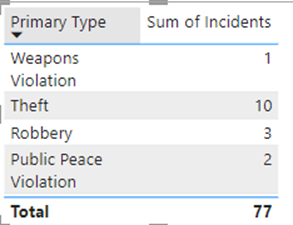 Primary Type Sum of Incidents
Weapons 1
Violation
Theft 10
Robbery 3
Public Peace 2
Violation
Total 77